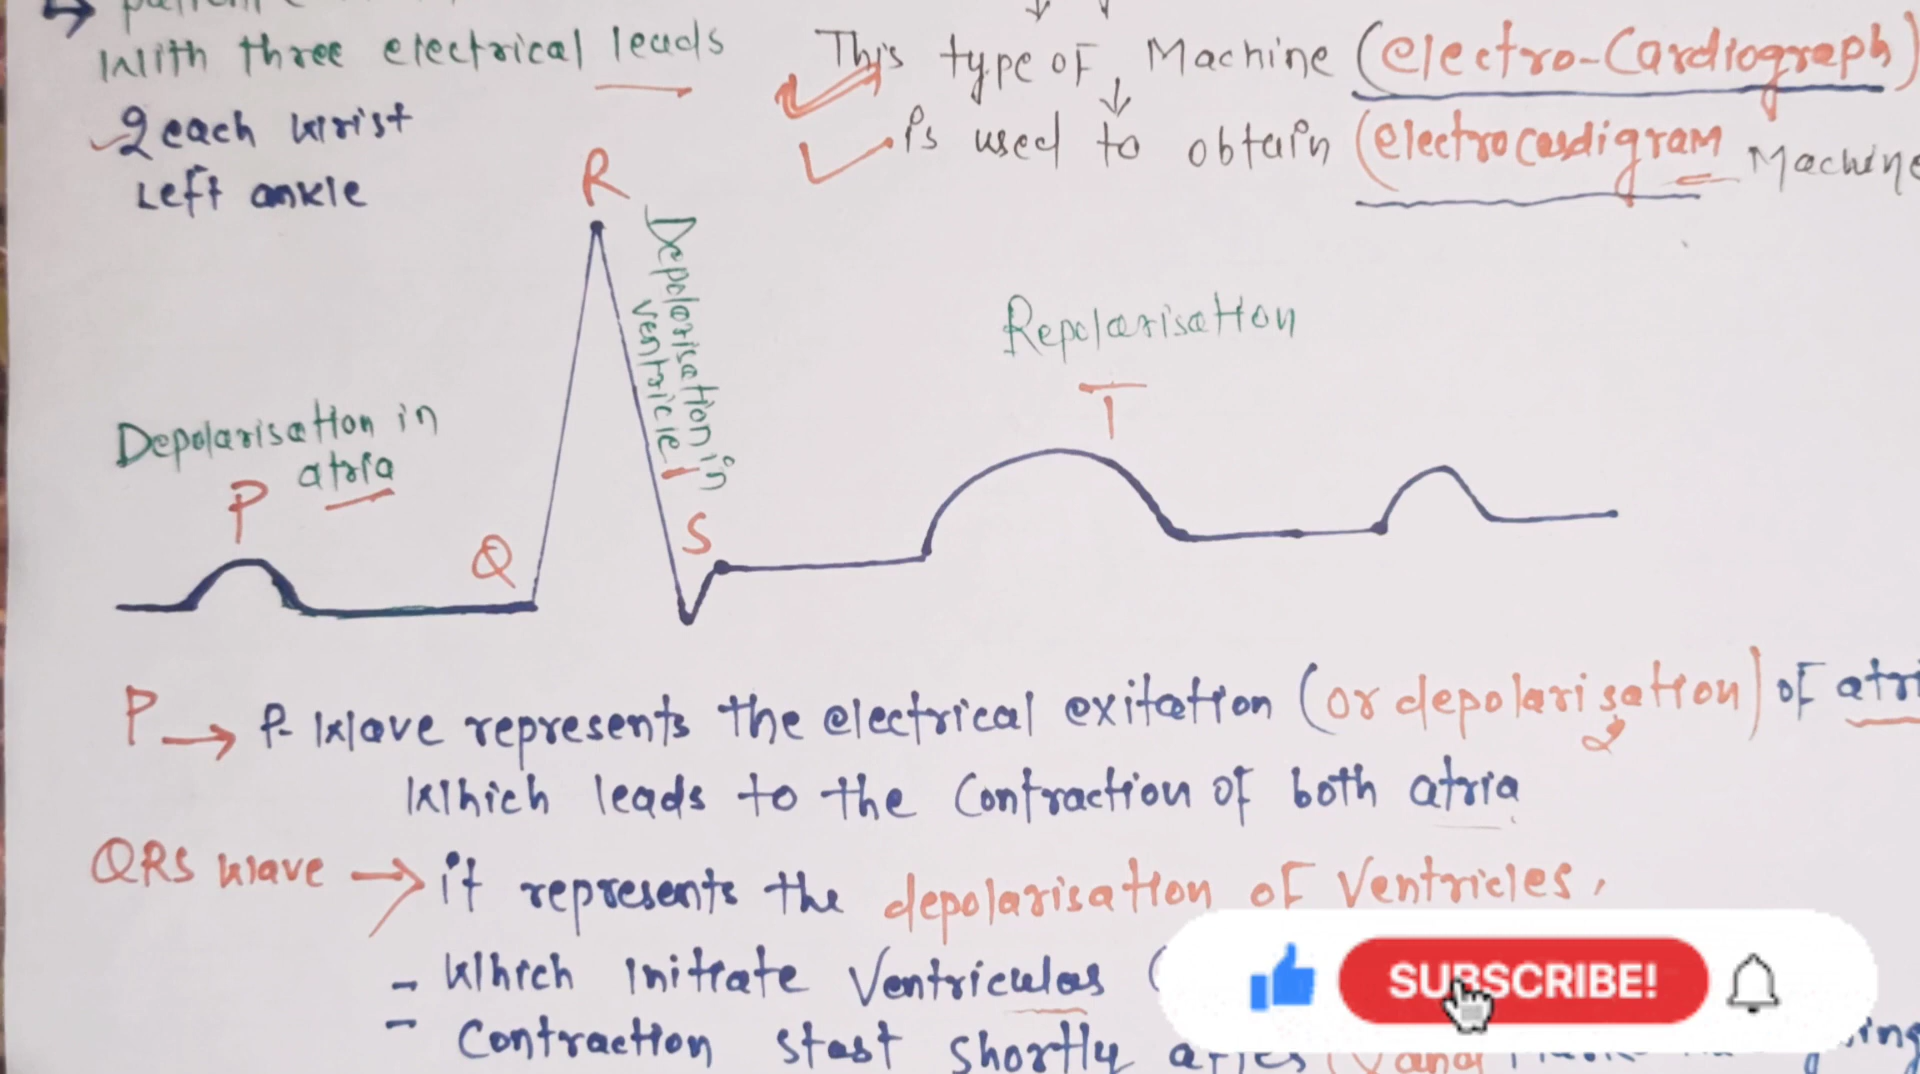 With three electrical leads
2 each wrist
Left ankle
This type of Machine (electro-Cardiograph)
is used to obtain (electrocardigram Machine
R
Depolarisation in
ventricle
Repolarisation
T
Depolarisation in
atria
P
Q
S
P → P-Wave represents the electrical exitation (or depolarisation) of atri
Which leads to the Contraction of both atria
QRS wave → it represents the depolarisation of Ventricles,
- Which initiate Ventricular (
- Contraction start shortly after
SUBSCRIBE!